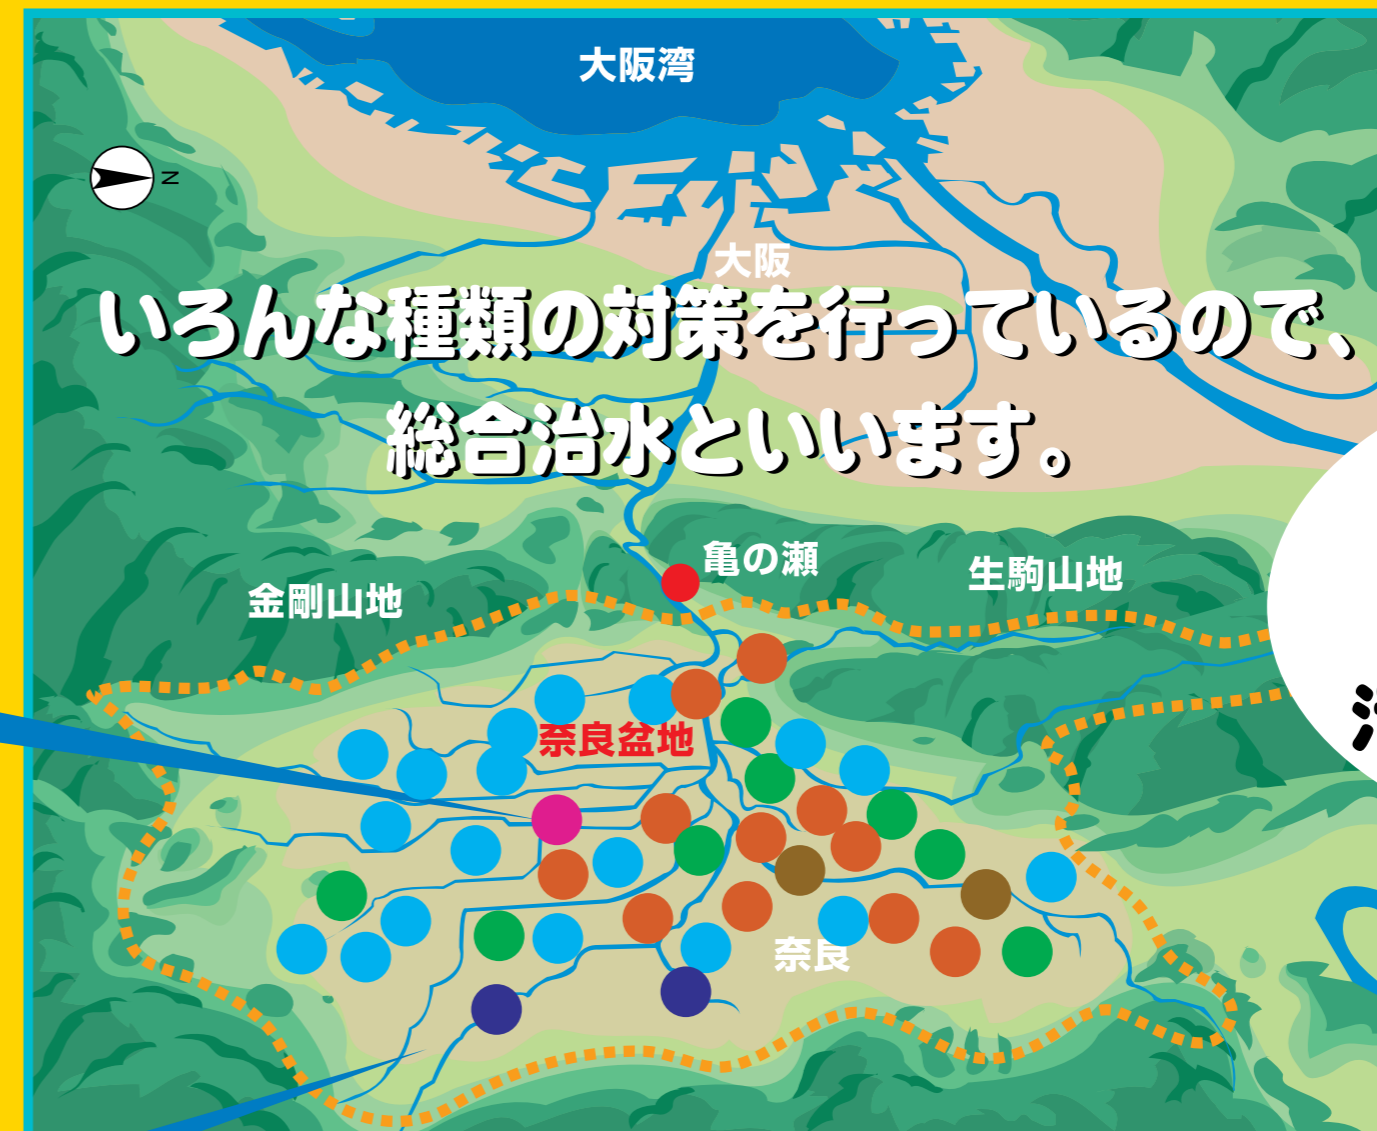 大阪湾
N
大阪
いろんな種類の対策を行っているので、
総合治水といいます。
亀の瀬
生駒山地
金剛山地
奈良盆地
奈良